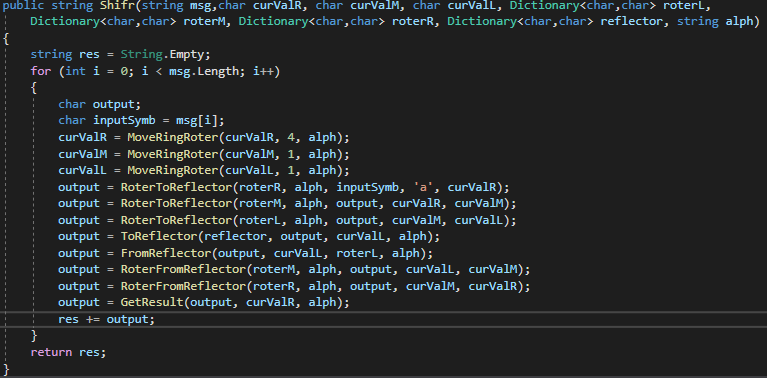 public string Shifr(string msg,char curValR, char curValM, char curValL, Dictionary<char,char> roterL,
Dictionary<char,char> roterM, Dictionary<char,char> roterR, Dictionary<char,char> reflector, string alph)
{
string res = String.Empty;
for (int i = 0; i < msg.Length; i++)
{
char output;
char inputSymb = msg[i];
curValR = MoveRingRoter(curValR, 4, alph);
curValM = MoveRingRoter(curValM, 1, alph);
curValL = MoveRingRoter(curValL, 1, alph);
output = RoterToReflector(roterR, alph, inputSymb, 'a', curValR);
output = RoterToReflector(roterM, alph, output, curValR, curValM);
output = RoterToReflector(roterL, alph, output, curValM, curValL);
output = ToReflector(reflector, output, curValL, alph);
output = FromReflector(output, curValL, roterL, alph);
output = RoterFromReflector(roterM, alph, output, curValL, curValM);
output = RoterFromReflector(roterR, alph, output, curValM, curValR);
output = GetResult(output, curValR, alph);
res += output;
}
return res;
}